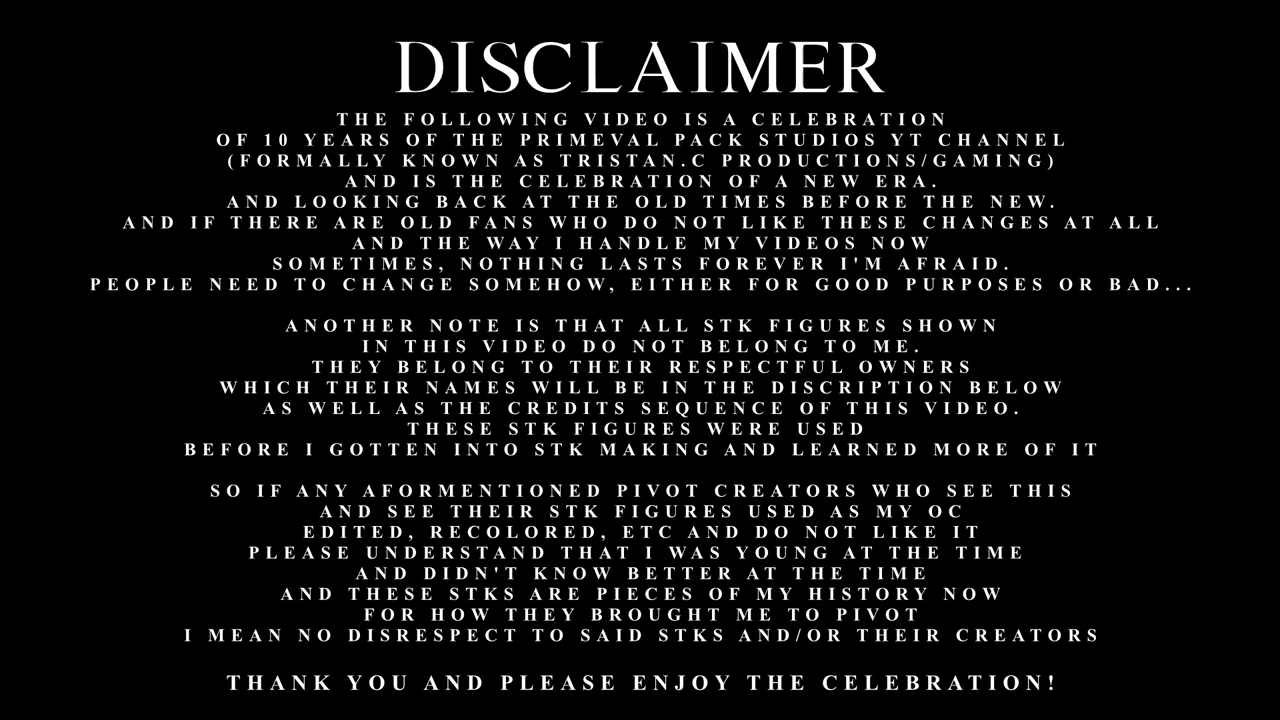 DISCLAIMER
THE FOLLOWING VIDEO IS A CELEBRATION
OF 10 YEARS OF THE PRIMEVAL PACK STUDIOS YT CHANNEL
(FORMALLY KNOWN AS TRISTAN.C PRODUCTIONS/GAMING)
AND IS THE CELEBRATION OF A NEW ERA.
AND LOOKING BACK AT THE OLD TIMES BEFORE THE NEW.
AND IF THERE ARE OLD FANS WHO DO NOT LIKE THESE CHANGES AT ALL
AND THE WAY I HANDLE MY VIDEOS NOW
SOMETIMES, NOTHING LASTS FOREVER I'M AFRAID.
PEOPLE NEED TO CHANGE SOMEHOW, EITHER FOR GOOD PURPOSES OR BAD...
ANOTHER NOTE IS THAT ALL STK FIGURES SHOWN
IN THIS VIDEO DO NOT BELONG TO ME.
THEY BELONG TO THEIR RESPECTFUL OWNERS
WHICH THEIR NAMES WILL BE IN THE DISCRIPTION BELOW
AS WELL AS THE CREDITS SEQUENCE OF THIS VIDEO.
THESE STK FIGURES WERE USED
BEFORE I GOTTEN INTO STK MAKING AND LEARNED MORE OF IT
SO IF ANY AFORMENTIONED PIVOT CREATORS WHO SEE THIS
AND SEE THEIR STK FIGURES USED AS MY OC
EDITED, RECOLORED, ETC AND DO NOT LIKE IT
PLEASE UNDERSTAND THAT I WAS YOUNG AT THE TIME
AND DIDN'T KNOW BETTER AT THE TIME
AND THESE STKS ARE PIECES OF MY HISTORY NOW
FOR HOW THEY BROUGHT ME TO PIVOT
I MEAN NO DISRESPECT TO SAID STKS AND/OR THEIR CREATORS
THANK YOU AND PLEASE ENJOY THE CELEBRATION!